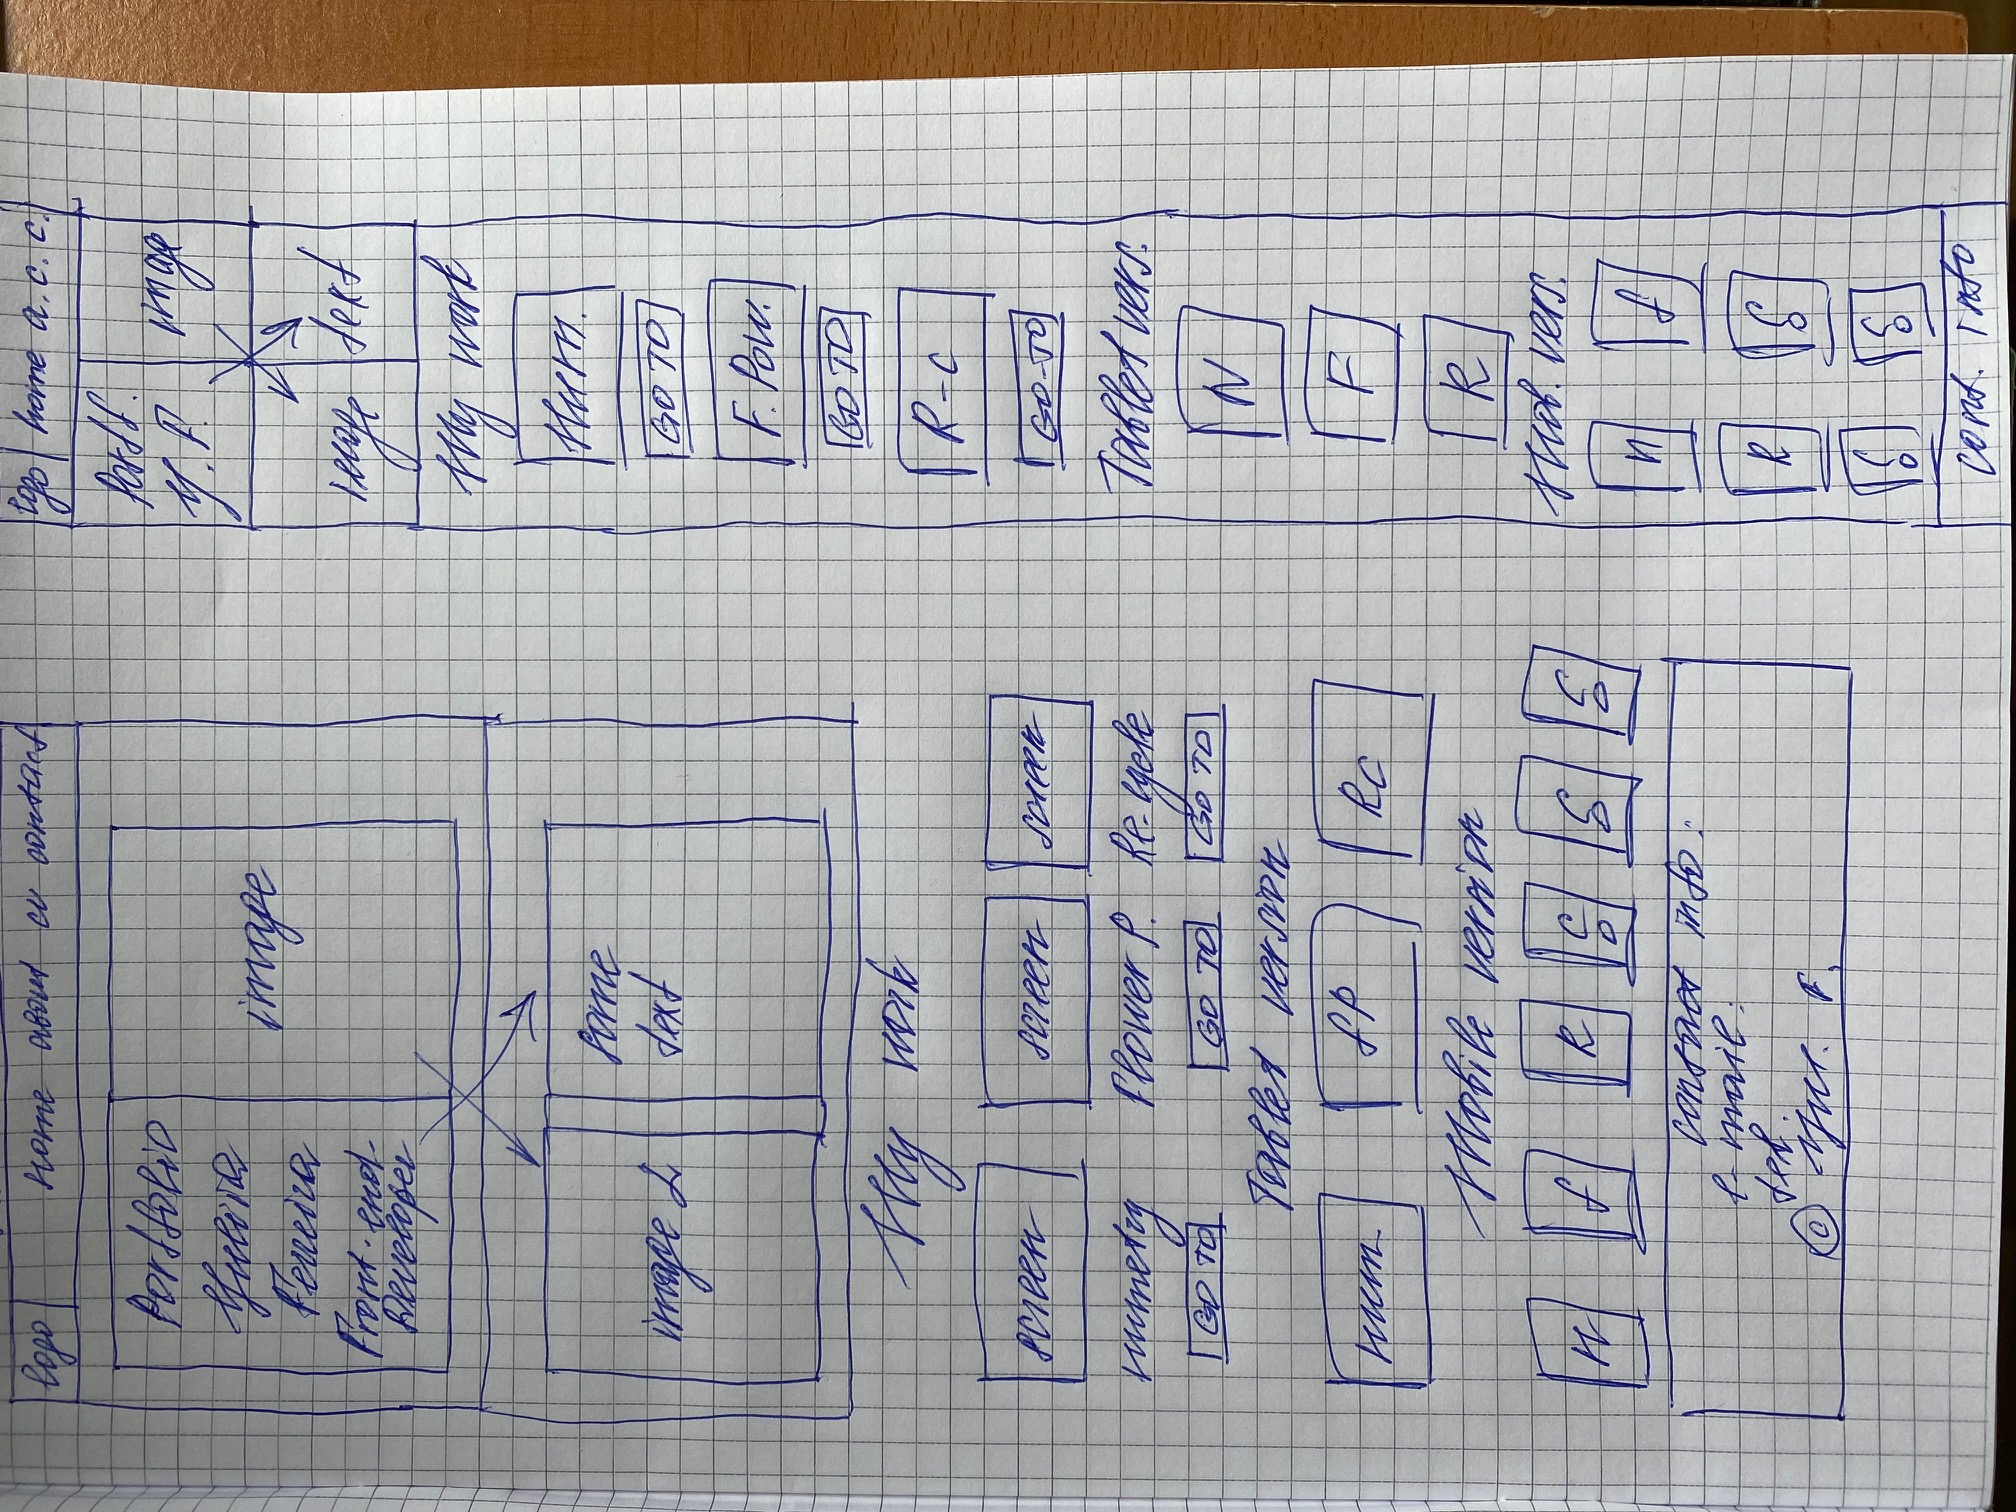 logo home about cv contact
Portfolio
Yuliia
Ferreira
Front-end-
Developer
image
image 2
some
text
My work
screen screen screen
numetry Flower P. Re-cycle
GO TO GO TO GO TO
Tablet version
num fP Rc
Mobile version
N f R
contact info:
e-mail:
tel.
© Yul. F.
logo home a. c. c.
Portf.
Y. F.
image
image text
My work
Num.
GO TO
F. Pow.
GO TO
R-c
GO-TO
Tablet vers.
N
F
R
Mob. vers.
n f
R
cont. info